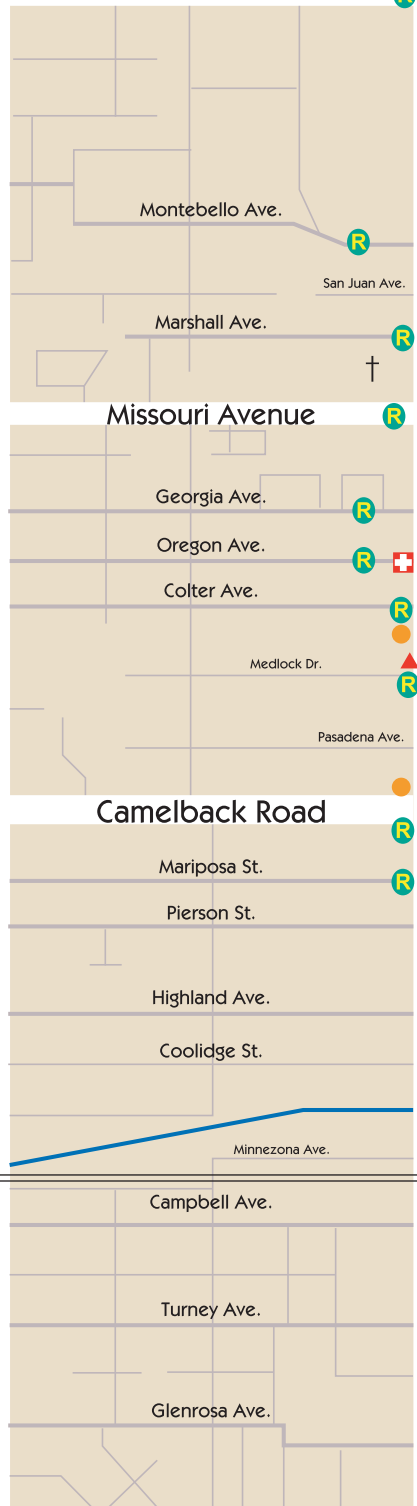 R
Montebello Ave.
R
San Juan Ave.
Marshall Ave.
R
Missouri Avenue
R
Georgia Ave.
R
Oregon Ave.
R
Colter Ave.
R
Medlock Dr.
R
Pasadena Ave.
Camelback Road
R
Mariposa St.
R
Pierson St.
Highland Ave.
Coolidge St.
Minnezona Ave.
Campbell Ave.
Turney Ave.
Glenrosa Ave.